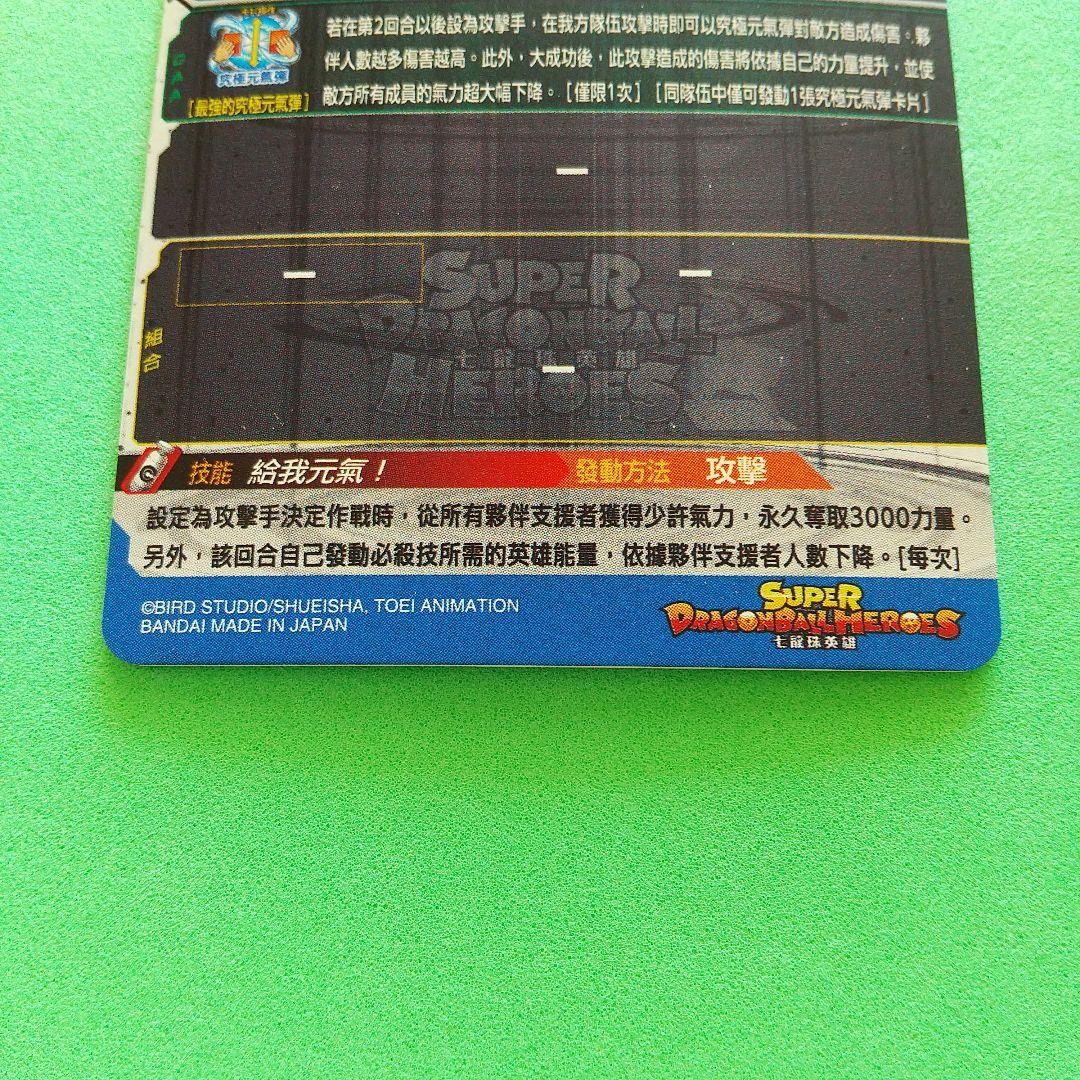 若在第2回合以後設為攻擊手，在我方隊伍攻擊時即可以究極元氣彈對敵方造成傷害。夥
伴人數越多傷害越高。此外，大成功後，此攻擊造成的傷害將依據自己的力量提升，並使
敵方所有成員的氣力超大幅下降。[僅限1次] [同隊伍中僅可發動1張究極元氣彈卡片]
CAA
究極元氣彈
[最強的究極元氣彈]
SUPER
DRAGONBALL
七龍珠英雄
HEROES
組合
技能 給我元氣！ 發動方法 攻擊
設定為攻擊手決定作戰時，從所有夥伴支援者獲得少許氣力，永久奪取3000力量。
另外，該回合自己發動必殺技所需的英雄能量，依據夥伴支援者人數下降。[每次]
©BIRD STUDIO/SHUEISHA, TOEI ANIMATION
BANDAI MADE IN JAPAN
SUPER
DRAGONBALL HEROES
七龍珠英雄